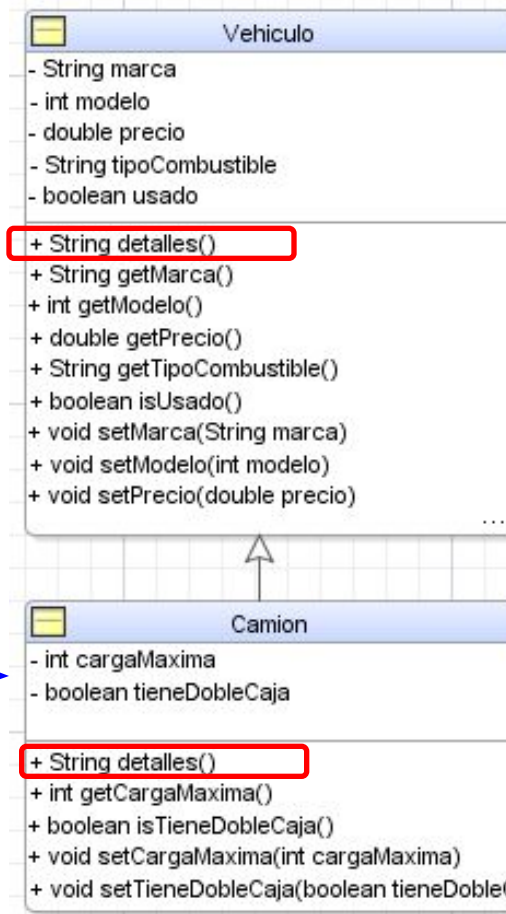 Vehiculo
- String marca
- int modelo
- double precio
- String tipoCombustible
- boolean usado
+ String detalles()
+ String getMarca()
+ int getModelo()
+ double getPrecio()
+ String getTipoCombustible()
+ boolean isUsado()
+ void setMarca(String marca)
+ void setModelo(int modelo)
+ void setPrecio(double precio)
...
Camion
- int cargaMaxima
- boolean tieneDobleCaja
+ String detalles()
+ int getCargaMaxima()
+ boolean isTieneDobleCaja()
+ void setCargaMaxima(int cargaMaxima)
+ void setTieneDobleCaja(boolean tieneDoble